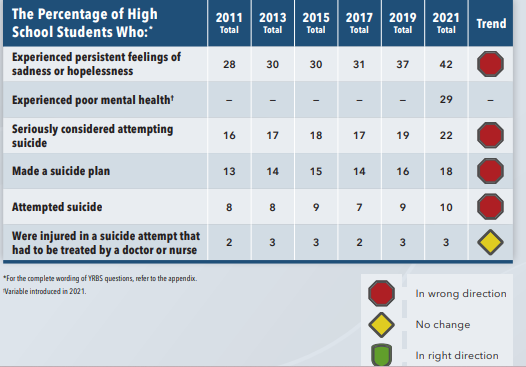 The Percentage of High School Students Who:* 2011 Total 2013 Total 2015 Total 2017 Total 2019 Total 2021 Total Trend
Experienced persistent feelings of sadness or hopelessness 28 30 30 31 37 42
Experienced poor mental health† – – – – – 29 –
Seriously considered attempting suicide 16 17 18 17 19 22
Made a suicide plan 13 14 15 14 16 18
Attempted suicide 8 8 9 7 9 10
Were injured in a suicide attempt that had to be treated by a doctor or nurse 2 3 3 2 3 3
*For the complete wording of YRBS questions, refer to the appendix.
†Variable introduced in 2021.
In wrong direction
No change
In right direction